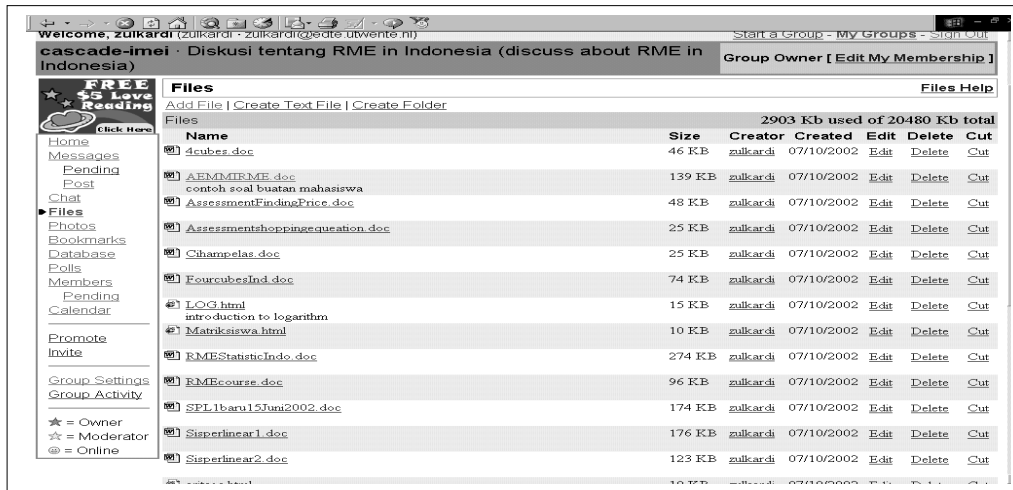 Welcome, zulkardi (zulkardi · zulkardi@edte.utwente.nl)
Start a Group - My Groups - Sign Out
cascade-imei · Diskusi tentang RME in Indonesia (discuss about RME in Indonesia)
Group Owner [ Edit My Membership ]
FREE
$5 Love
Reading
Click Here
Home
Messages
Pending
Post
Chat
Files
Photos
Bookmarks
Database
Polls
Members
Pending
Calendar
Promote
Invite
Group Settings
Group Activity
= Owner
= Moderator
= Online
Files
Files Help
Add File | Create Text File | Create Folder
Files 2903 Kb used of 20480 Kb total
Name Size Creator Created Edit Delete Cut
4cubes.doc 46 KB zulkardi 07/10/2002 Edit Delete Cut
AEMMIRME.doc 139 KB zulkardi 07/10/2002 Edit Delete Cut
contoh soal buatan mahasiswa
AssessmentFindingPrice.doc 48 KB zulkardi 07/10/2002 Edit Delete Cut
Assessmentshoppingequeation.doc 25 KB zulkardi 07/10/2002 Edit Delete Cut
Cihampelas.doc 25 KB zulkardi 07/10/2002 Edit Delete Cut
FourcubesInd.doc 74 KB zulkardi 07/10/2002 Edit Delete Cut
LOG.html 15 KB zulkardi 07/10/2002 Edit Delete Cut
introduction to logarithm
Matriksiswa.html 10 KB zulkardi 07/10/2002 Edit Delete Cut
RMEStatisticIndo.doc 274 KB zulkardi 07/10/2002 Edit Delete Cut
RMEcourse.doc 96 KB zulkardi 07/10/2002 Edit Delete Cut
SPL1baru15Juni2002.doc 174 KB zulkardi 07/10/2002 Edit Delete Cut
Sisperlinear1.doc 176 KB zulkardi 07/10/2002 Edit Delete Cut
Sisperlinear2.doc 123 KB zulkardi 07/10/2002 Edit Delete Cut